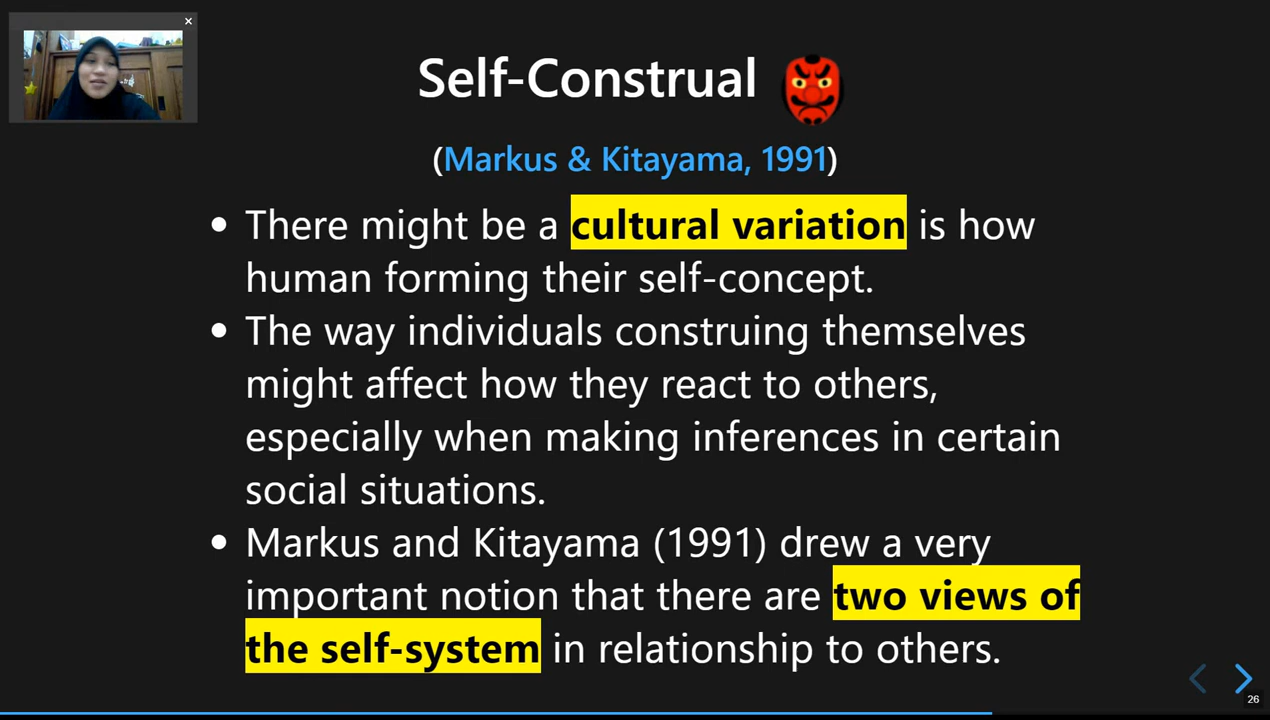 Self-Construal
(Markus & Kitayama, 1991)
• There might be a cultural variation is how
human forming their self-concept.
• The way individuals construing themselves
might affect how they react to others,
especially when making inferences in certain
social situations.
• Markus and Kitayama (1991) drew a very
important notion that there are two views of
the self-system in relationship to others.
26